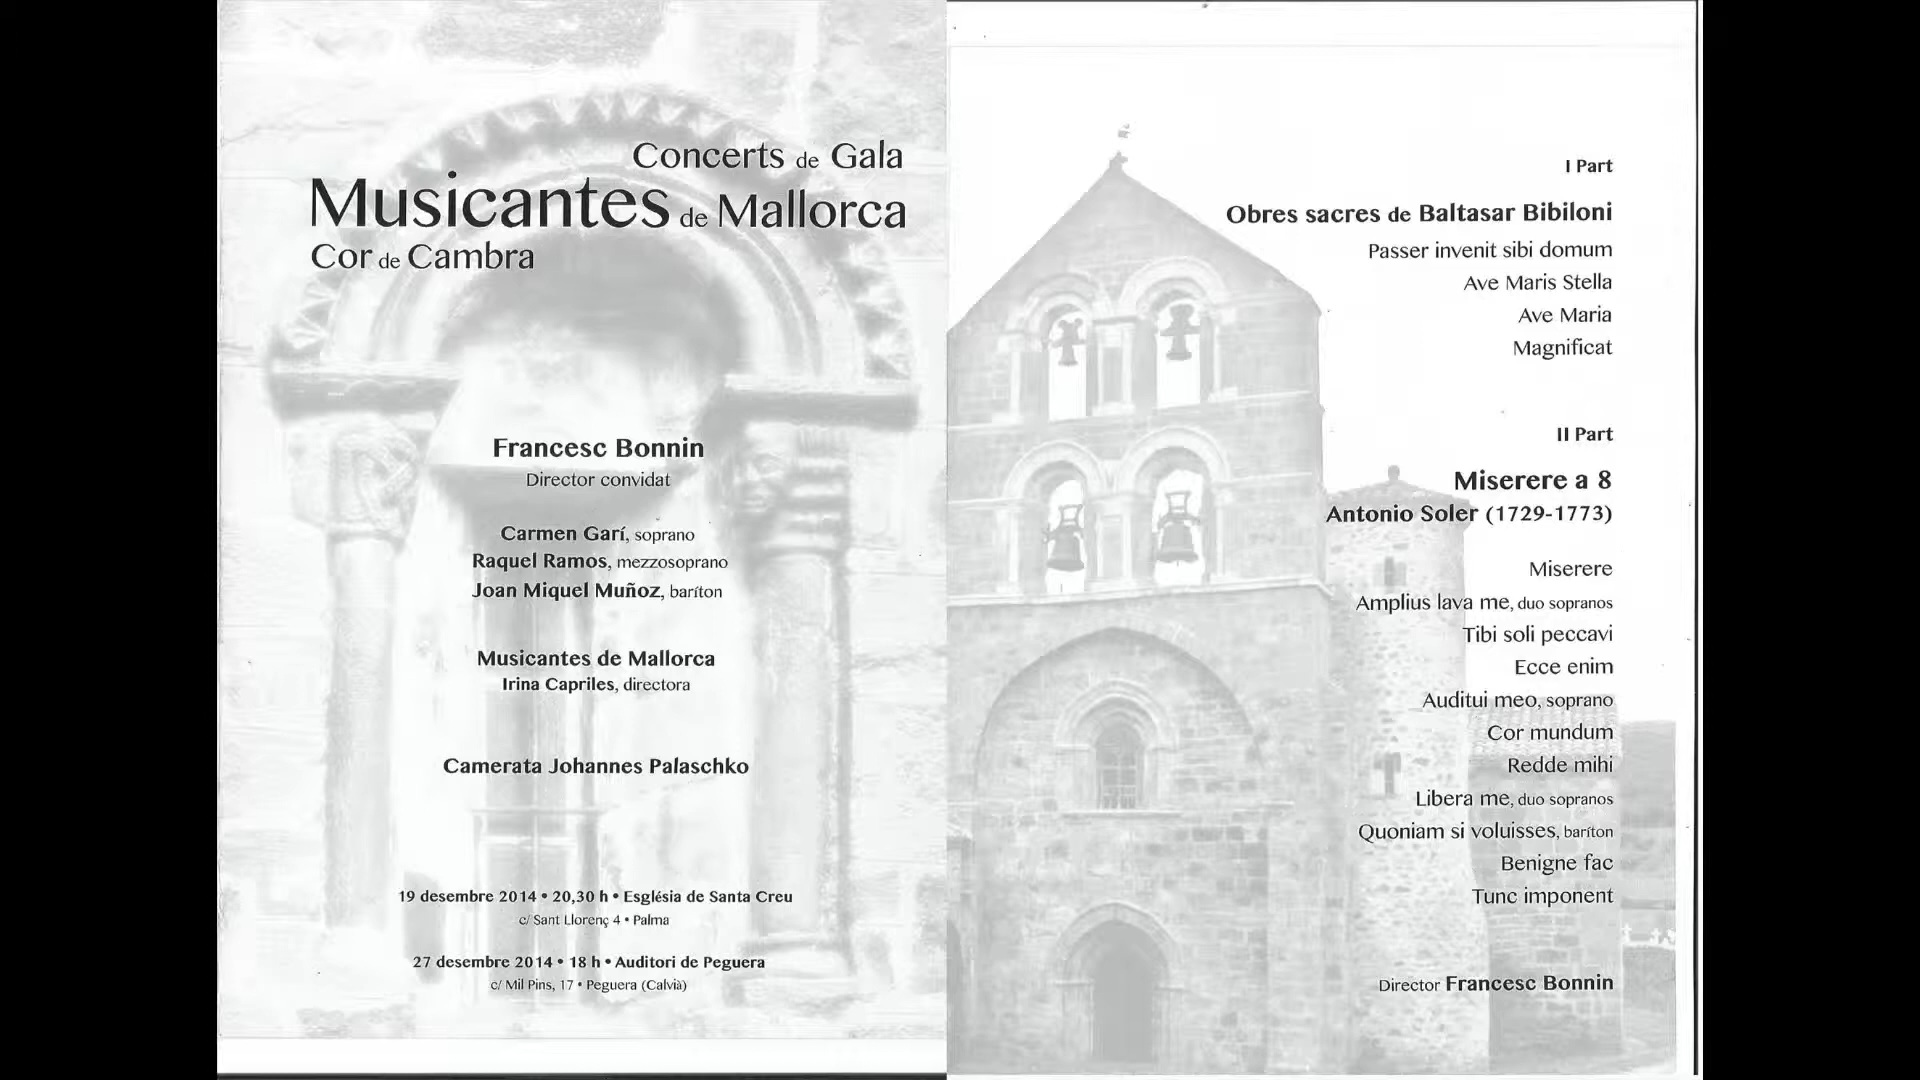 Concerts de Gala
Musicantes de Mallorca
Cor de Cambra
Francesc Bonnin
Director convidat
Carmen Garí, soprano
Raquel Ramos, mezzosoprano
Joan Miquel Muñoz, baríton
Musicantes de Mallorca
Irina Capriles, directora
Camerata Johannes Palaschko
19 desembre 2014 • 20,30 h • Església de Santa Creu
c/ Sant Llorenç 4 • Palma
27 desembre 2014 • 18 h • Auditori de Peguera
c/ Mil Pins, 17 • Peguera (Calvià)
I Part
Obres sacres de Baltasar Bibiloni
Passer invenit sibi domum
Ave Maris Stella
Ave Maria
Magnificat
II Part
Miserere a 8
Antonio Soler (1729-1773)
Miserere
Amplius lava me, duo sopranos
Tibi soli peccavi
Ecce enim
Auditui meo, soprano
Cor mundum
Redde mihi
Libera me, duo sopranos
Quoniam si voluisses, baríton
Benigne fac
Tunc imponent
Director Francesc Bonnin